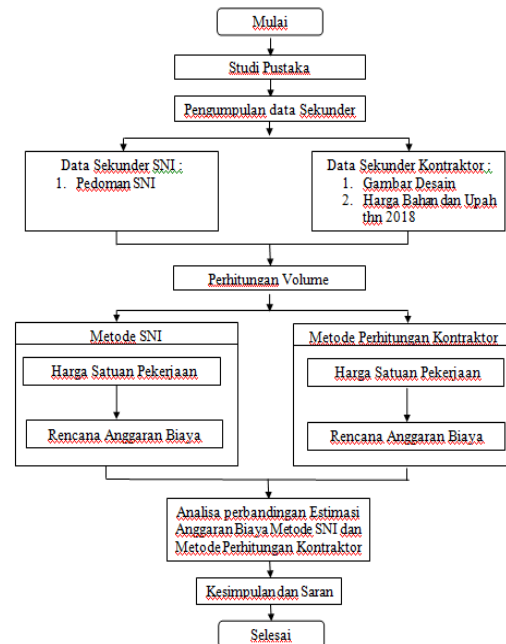 Mulai
Studi Pustaka
Pengumpulan data Sekunder
Data Sekunder SNI :
1. Pedoman SNI
Data Sekunder Kontraktor :
1. Gambar Desain
2. Harga Bahan dan Upah
thn 2018
Perhitungan Volume
Metode SNI
Harga Satuan Pekerjaan
Rencana Anggaran Biaya
Metode Perhitungan Kontraktor
Harga Satuan Pekerjaan
Rencana Anggaran Biaya
Analisa perbandingan Estimasi
Anggaran Biaya Metode SNI dan
Metode Perhitungan Kontraktor
Kesimpulan dan Saran
Selesai